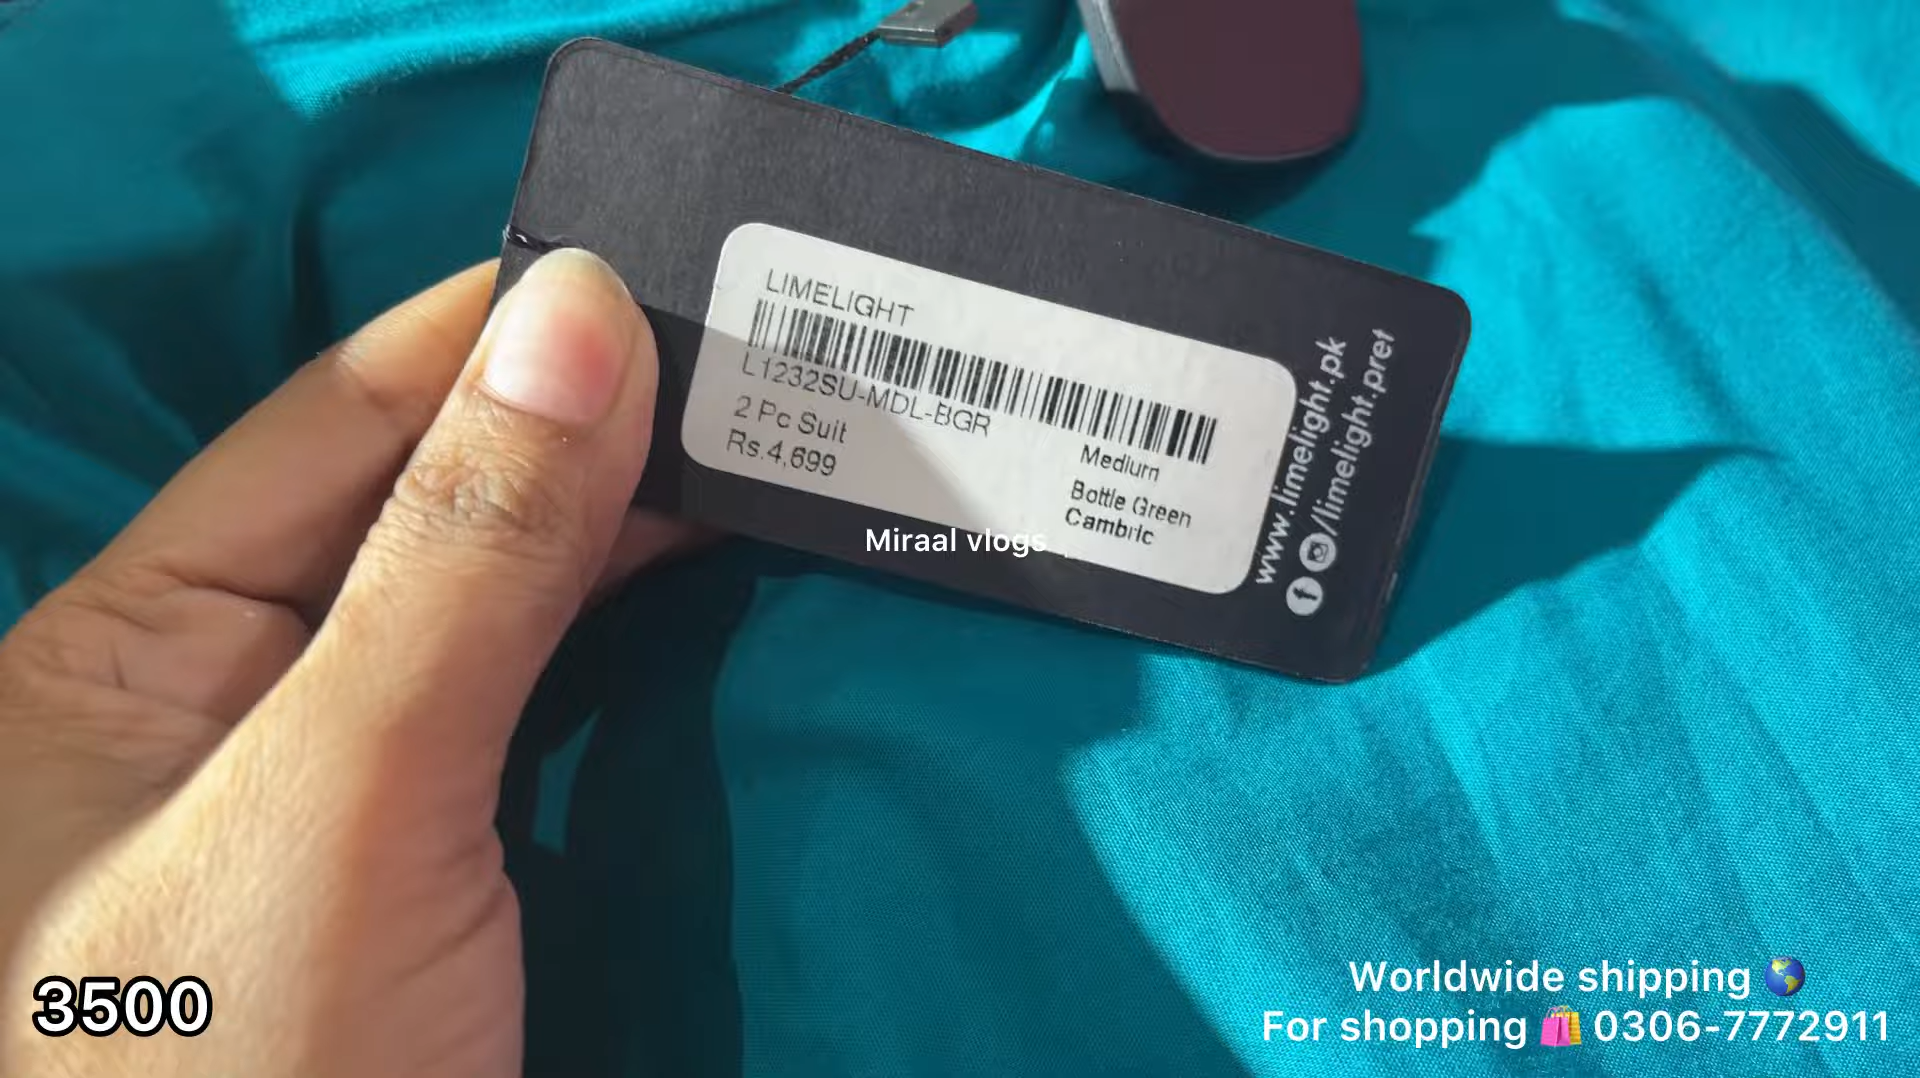 LIMELIGHT
L1232SU-MDL-BGR
2 Pc Suit
Rs.4,699
Medium
Bottle Green
Cambric
www.limelight.pk
/limelight.pret
Miraal vlogs
3500
Worldwide shipping 🌎
For shopping 🛍️ 0306-7772911